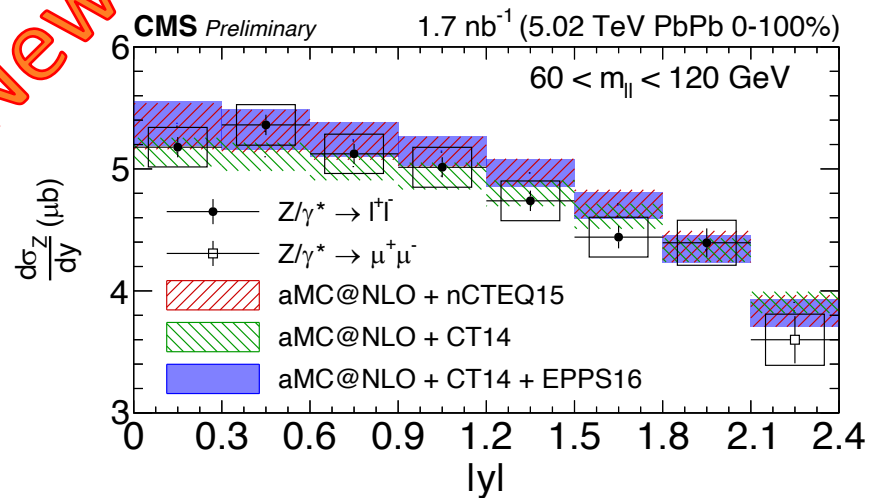 New
CMS Preliminary 1.7 nb⁻¹ (5.02 TeV PbPb 0-100%)
60 < m_ll < 120 GeV
dσ_Z/dy (μb)
6
5
4
3
Z/γ* → l⁺l⁻
Z/γ* → μ⁺μ⁻
aMC@NLO + nCTEQ15
aMC@NLO + CT14
aMC@NLO + CT14 + EPPS16
0 0.3 0.6 0.9 1.2 1.5 1.8 2.1 2.4
|y|